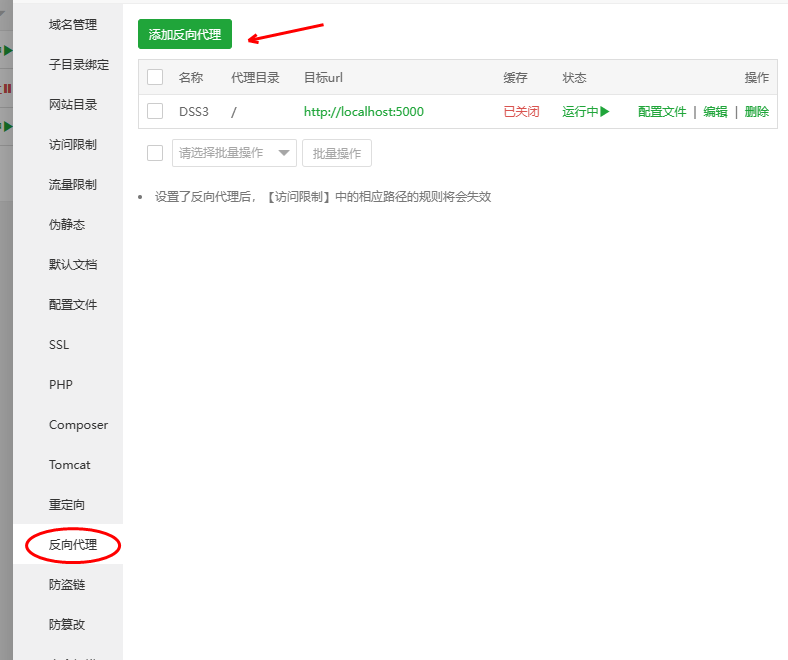 域名管理
子目录绑定
网站目录
访问限制
流量限制
伪静态
默认文档
配置文件
SSL
PHP
Composer
Tomcat
重定向
反向代理
防盗链
防篡改
添加反向代理
名称 代理目录 目标url 缓存 状态 操作
DSS3 / http://localhost:5000 已关闭 运行中 配置文件 | 编辑 | 删除
请选择批量操作 批量操作
设置了反向代理后，【访问限制】中的相应路径的规则将会失效